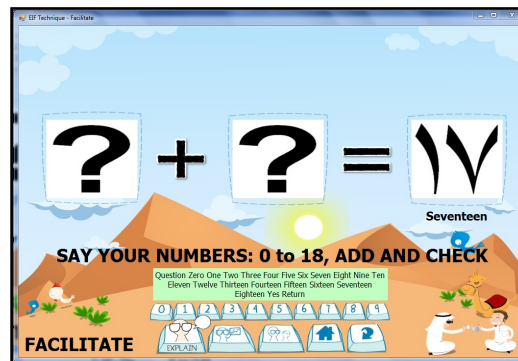 EIF Technique - Facilitate
? + ? = ١٧
Seventeen
SAY YOUR NUMBERS: 0 to 18, ADD AND CHECK
Question Zero One Two Three Four Five Six Seven Eight Nine Ten
Eleven Twelve Thirteen Fourteen Fifteen Sixteen Seventeen
Eighteen Yes Return
0 1 2 3 4 5 6 7 8 9
EXPLAIN
FACILITATE